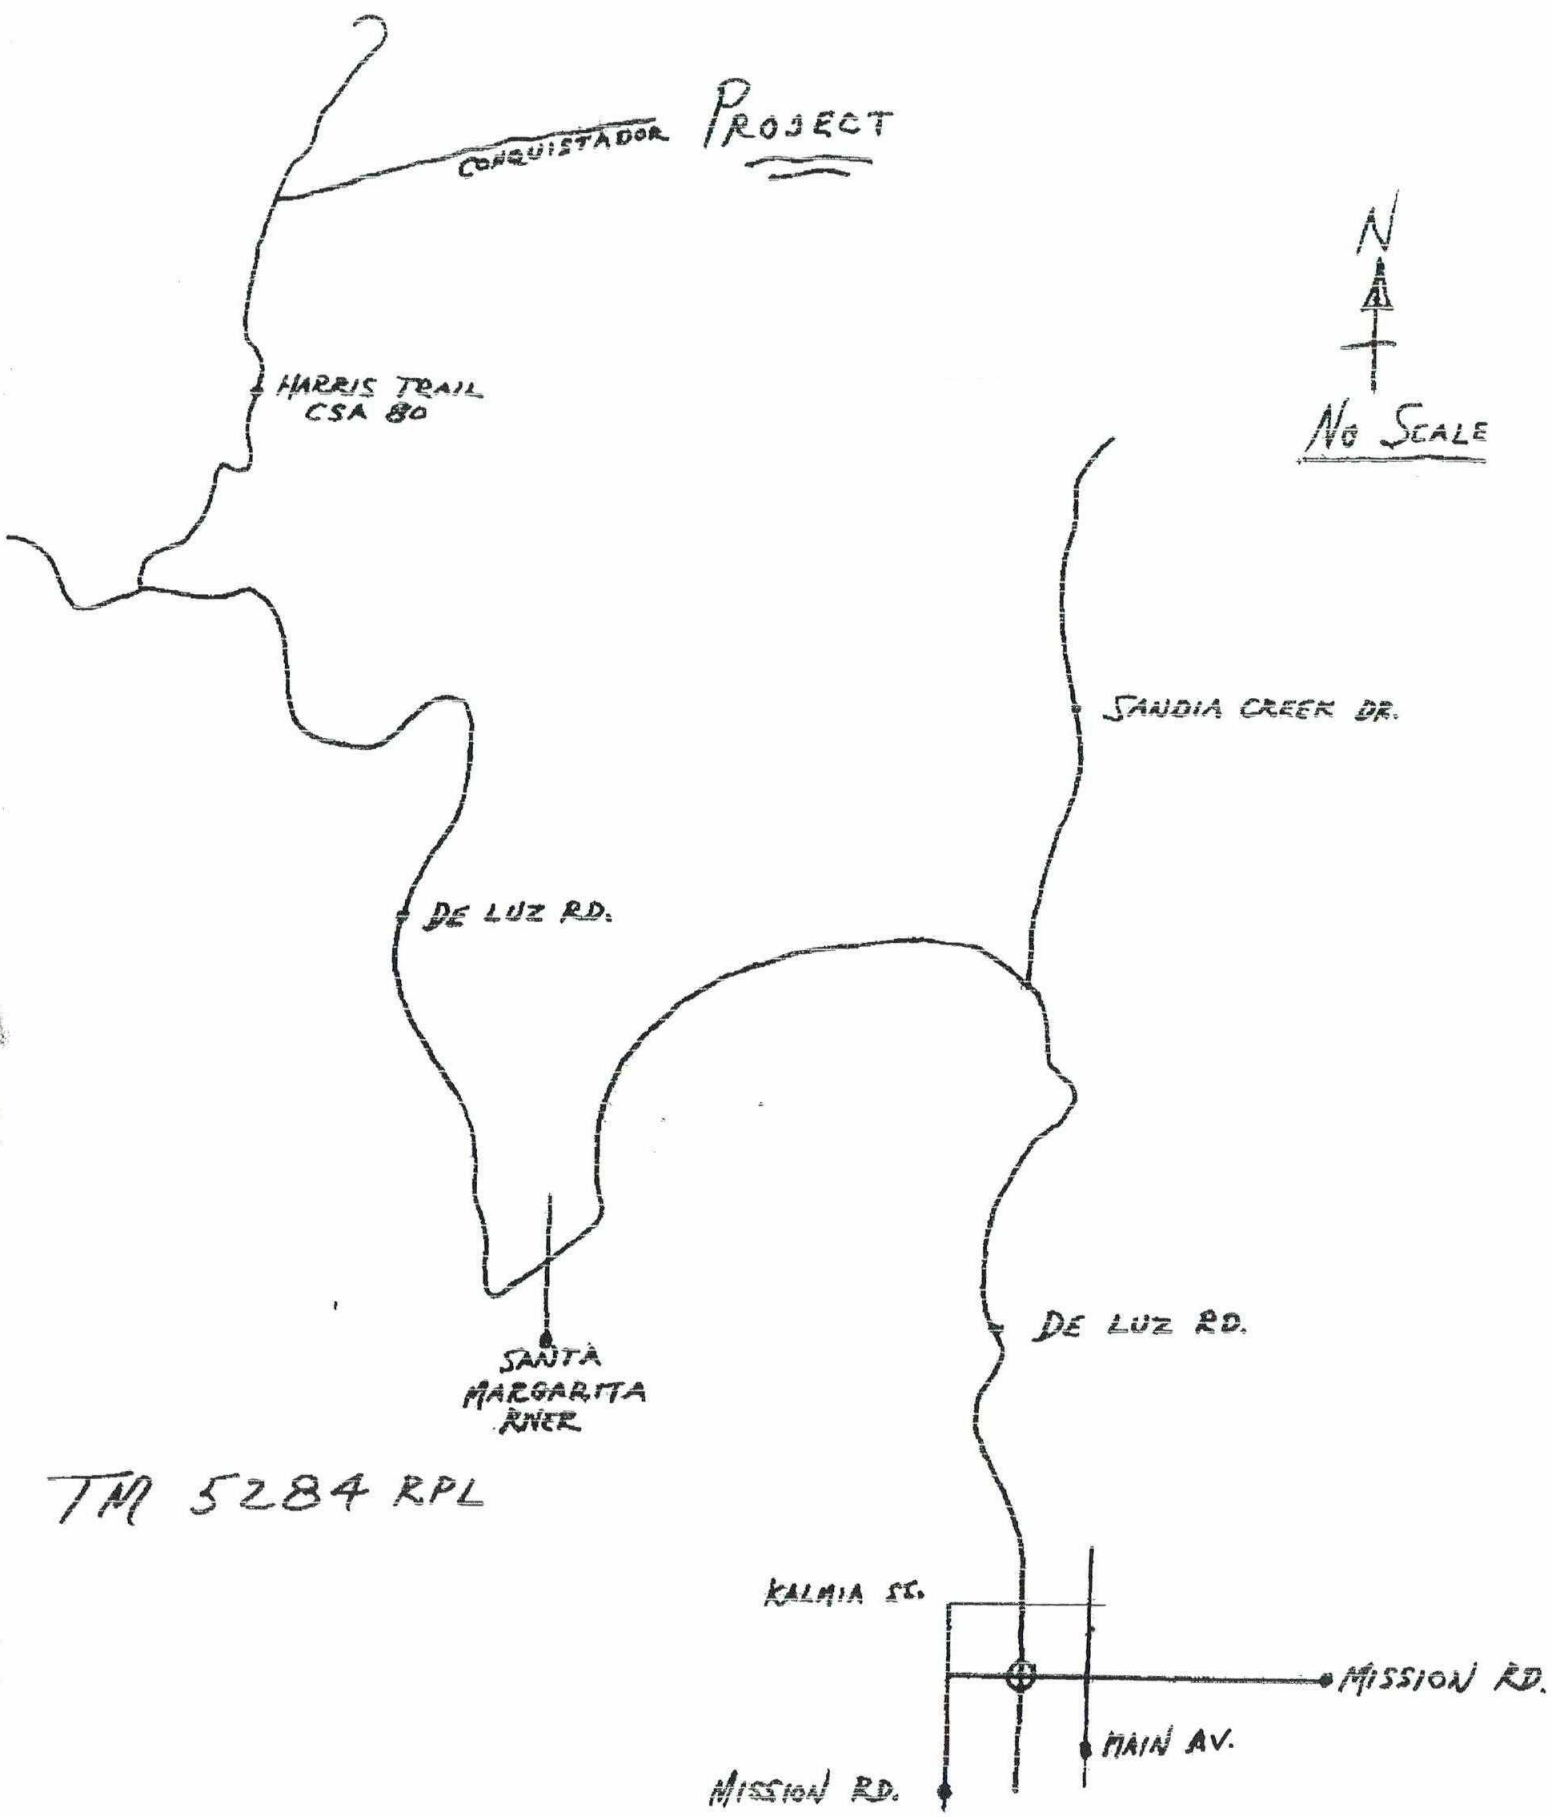 PROJECT
CONQUISTADOR
N
NO SCALE
HARRIS TRAIL
CSA 80
SANDIA CREEK DR.
DE LUZ RD.
DE LUZ RD.
SANTA
MARGARITA
RIVER
TM 5284 RPL
KALMIA ST.
MISSION RD.
MAIN AV.
MISSION RD.